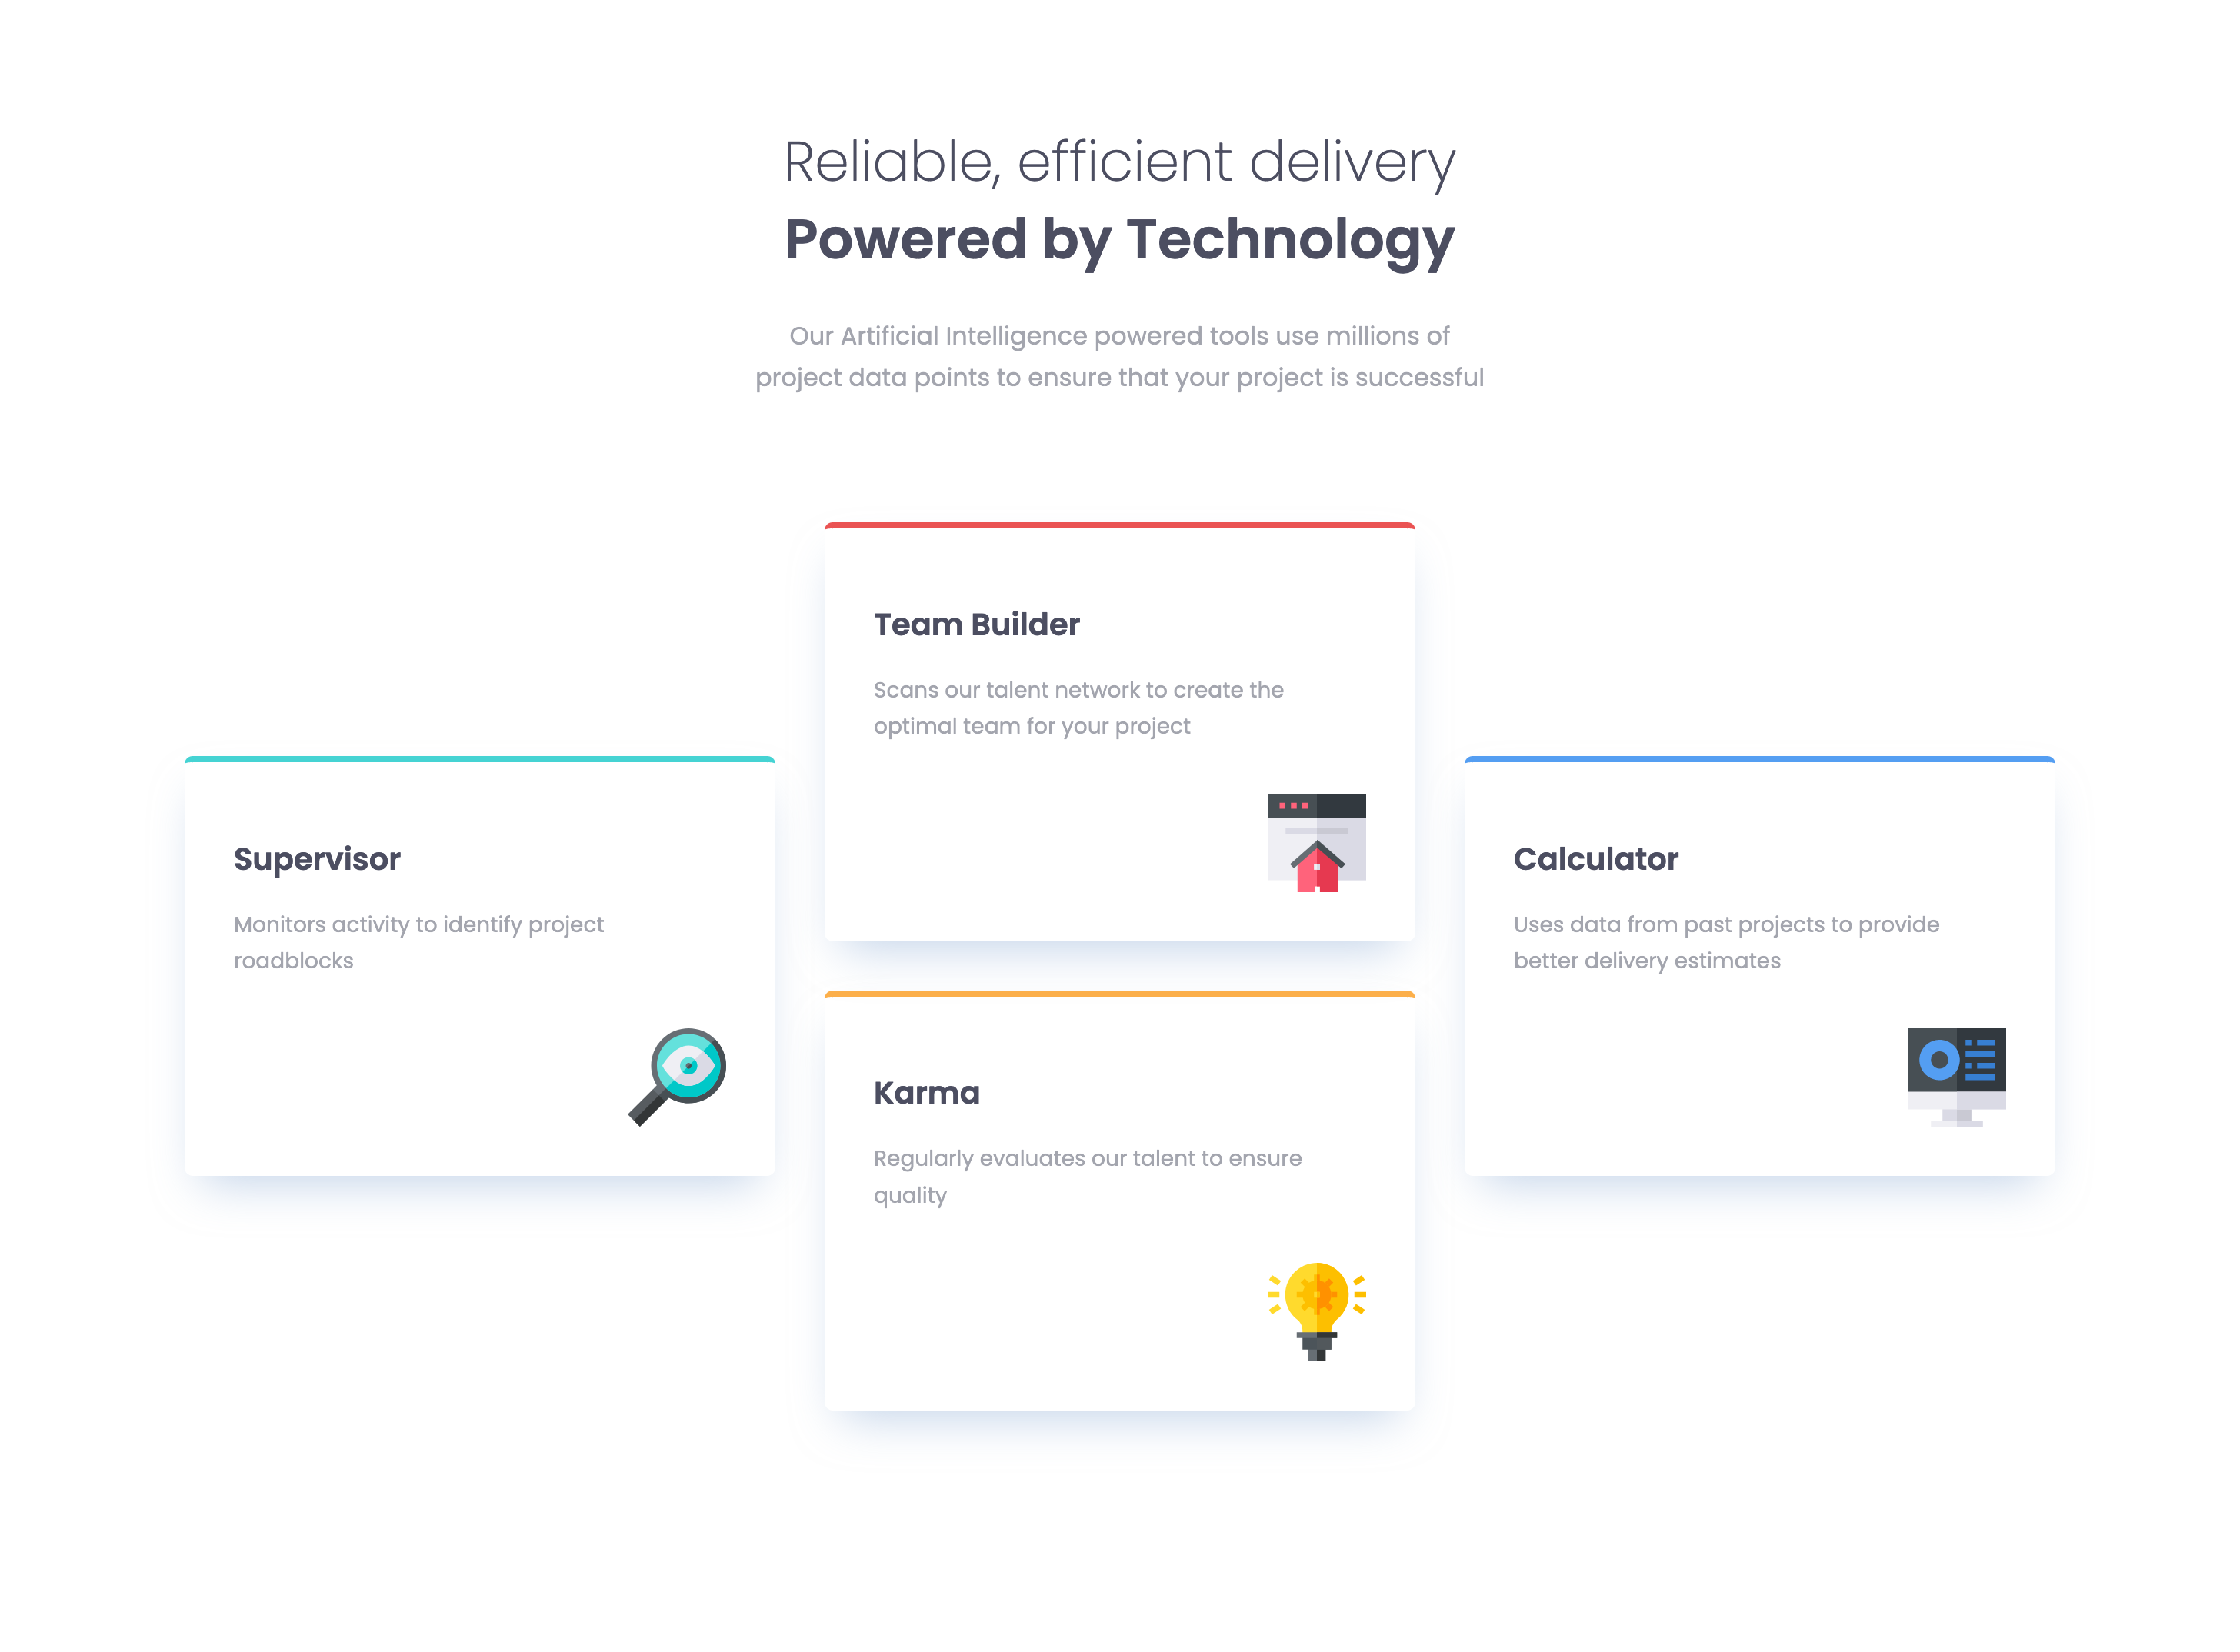 Reliable, efficient delivery
Powered by Technology
Our Artificial Intelligence powered tools use millions of
project data points to ensure that your project is successful
Supervisor
Monitors activity to identify project
roadblocks
Team Builder
Scans our talent network to create the
optimal team for your project
Karma
Regularly evaluates our talent to ensure
quality
Calculator
Uses data from past projects to provide
better delivery estimates